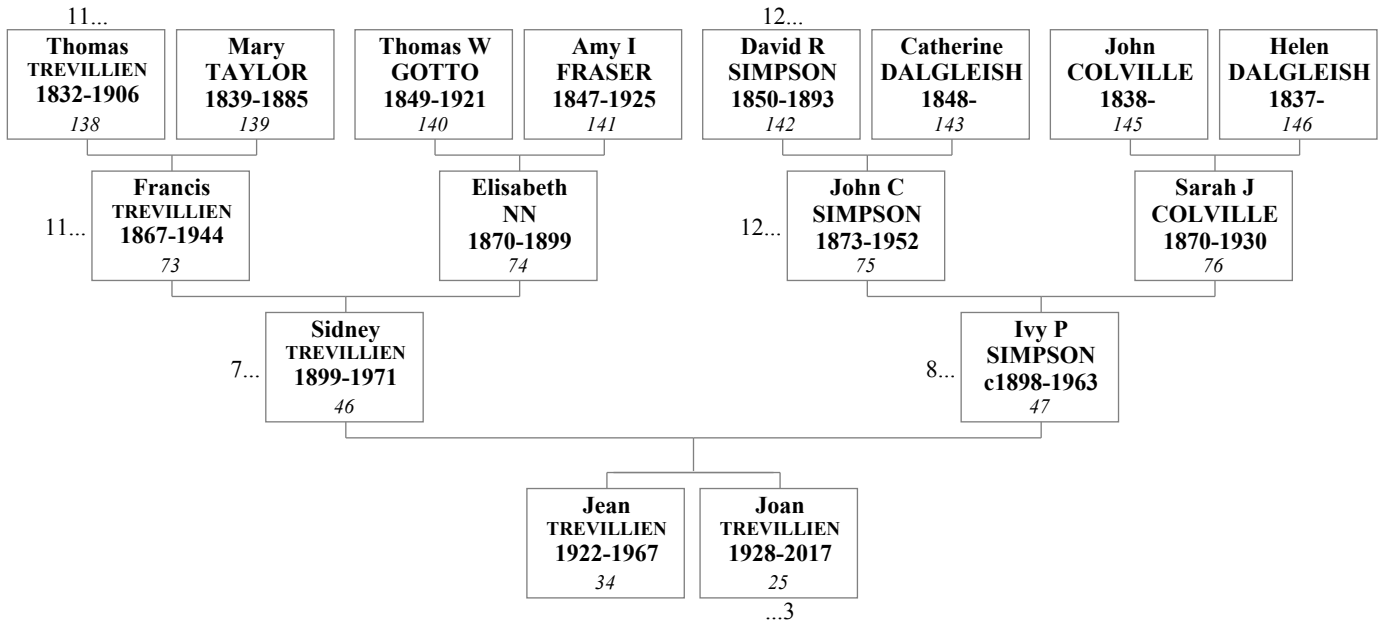 11...
12...
Thomas
TREVILLIEN
1832-1906
138
Mary
TAYLOR
1839-1885
139
Thomas W
GOTTO
1849-1921
140
Amy I
FRASER
1847-1925
141
David R
SIMPSON
1850-1893
142
Catherine
DALGLEISH
1848-
143
John
COLVILLE
1838-
145
Helen
DALGLEISH
1837-
146
11...
Francis
TREVILLIEN
1867-1944
73
Elisabeth
NN
1870-1899
74
12...
John C
SIMPSON
1873-1952
75
Sarah J
COLVILLE
1870-1930
76
7...
Sidney
TREVILLIEN
1899-1971
46
8...
Ivy P
SIMPSON
c1898-1963
47
Jean
TREVILLIEN
1922-1967
34
Joan
TREVILLIEN
1928-2017
25
...3